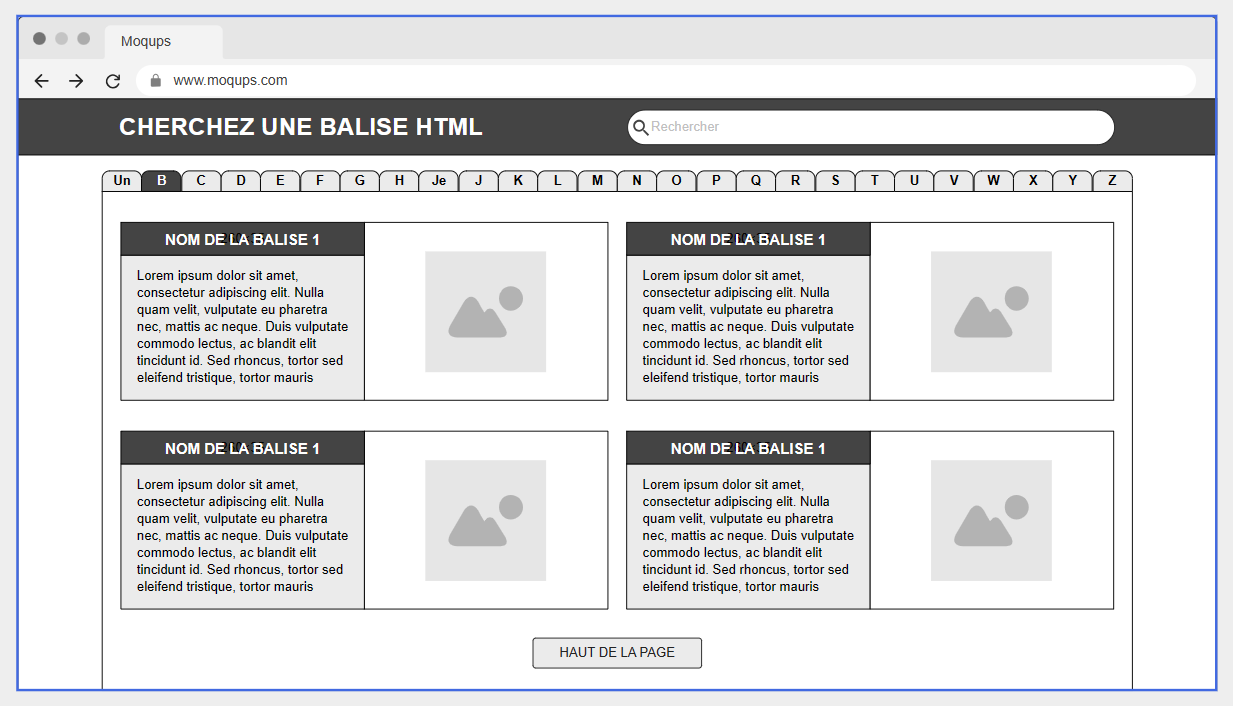 Moqups
www.moqups.com
CHERCHEZ UNE BALISE HTML
Rechercher
Un B C D E F G H Je J K L M N O P Q R S T U V W X Y Z
NOM DE LA BALISE 1
Lorem ipsum dolor sit amet,
consectetur adipiscing elit. Nulla
quam velit, vulputate eu pharetra
nec, mattis ac neque. Duis vulputate
commodo lectus, ac blandit elit
tincidunt id. Sed rhoncus, tortor sed
eleifend tristique, tortor mauris
NOM DE LA BALISE 1
Lorem ipsum dolor sit amet,
consectetur adipiscing elit. Nulla
quam velit, vulputate eu pharetra
nec, mattis ac neque. Duis vulputate
commodo lectus, ac blandit elit
tincidunt id. Sed rhoncus, tortor sed
eleifend tristique, tortor mauris
NOM DE LA BALISE 1
Lorem ipsum dolor sit amet,
consectetur adipiscing elit. Nulla
quam velit, vulputate eu pharetra
nec, mattis ac neque. Duis vulputate
commodo lectus, ac blandit elit
tincidunt id. Sed rhoncus, tortor sed
eleifend tristique, tortor mauris
NOM DE LA BALISE 1
Lorem ipsum dolor sit amet,
consectetur adipiscing elit. Nulla
quam velit, vulputate eu pharetra
nec, mattis ac neque. Duis vulputate
commodo lectus, ac blandit elit
tincidunt id. Sed rhoncus, tortor sed
eleifend tristique, tortor mauris
HAUT DE LA PAGE